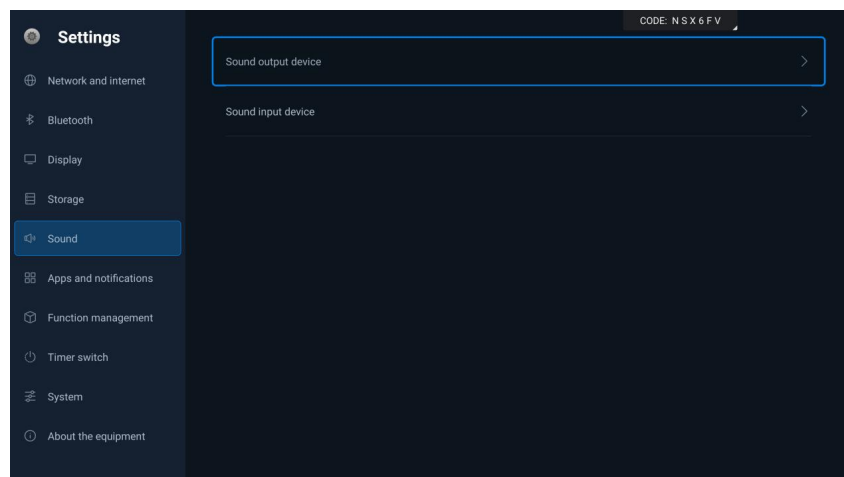 CODE: N S X 6 F V
Settings
Network and internet
Bluetooth
Display
Storage
Sound
Apps and notifications
Function management
Timer switch
System
About the equipment
Sound output device
Sound input device